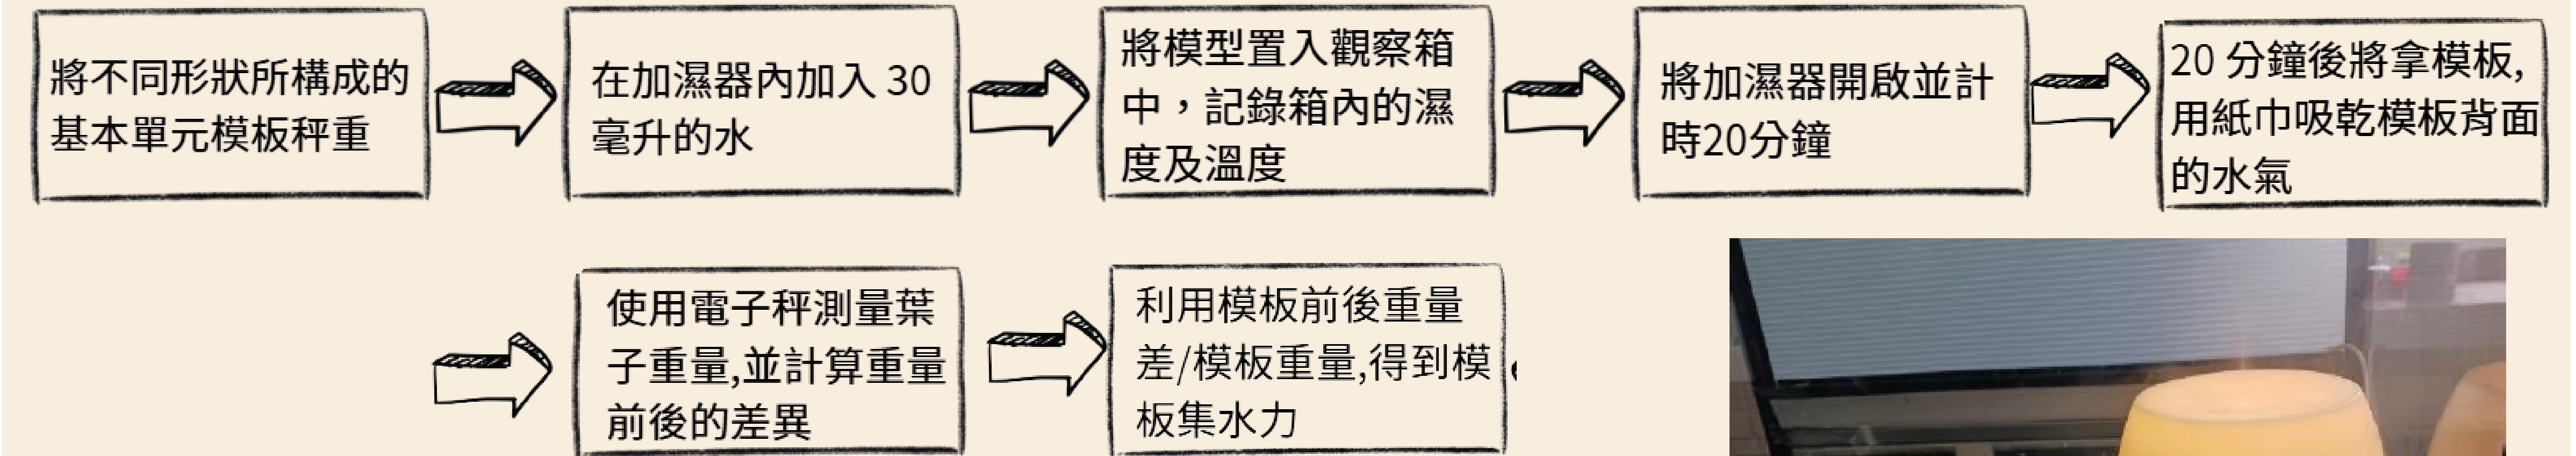 將不同形狀所構成的
基本單元模板秤重
在加濕器內加入 30
毫升的水
將模型置入觀察箱
中，記錄箱內的濕
度及溫度
將加濕器開啟並計
時20分鐘
20 分鐘後將拿模板,
用紙巾吸乾模板背面
的水氣
使用電子秤測量葉
子重量,並計算重量
前後的差異
利用模板前後重量
差/模板重量,得到模
板集水力